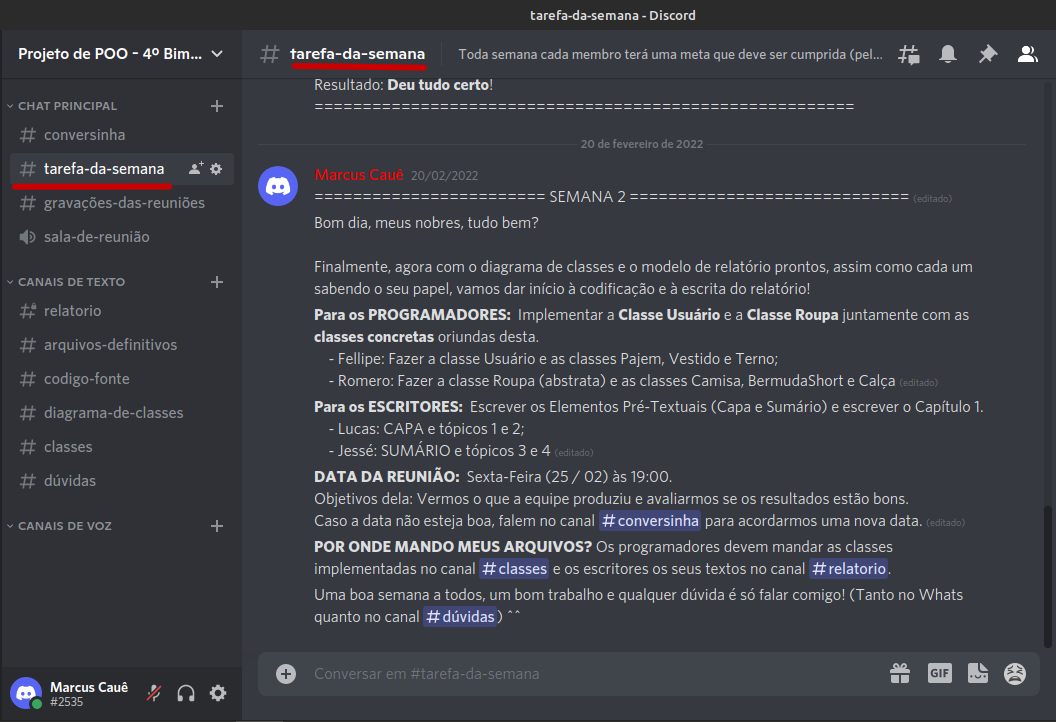 tarefa-da-semana - Discord
Projeto de POO - 4º Bim...
CHAT PRINCIPAL
conversinha
tarefa-da-semana
gravações-das-reuniões
sala-de-reunião
CANAIS DE TEXTO
relatorio
arquivos-definitivos
codigo-fonte
diagrama-de-classes
classes
dúvidas
CANAIS DE VOZ
Marcus Cauê
#2535
tarefa-da-semana
Toda semana cada membro terá uma meta que deve ser cumprida (pel...
Resultado: Deu tudo certo!
========================================================
20 de fevereiro de 2022
Marcus Cauê 20/02/2022
======================== SEMANA 2 ============================= (editado)
Bom dia, meus nobres, tudo bem?
Finalmente, agora com o diagrama de classes e o modelo de relatório prontos, assim como cada um
sabendo o seu papel, vamos dar início à codificação e à escrita do relatório!
Para os PROGRAMADORES: Implementar a Classe Usuário e a Classe Roupa juntamente com as
classes concretas oriundas desta.
- Fellipe: Fazer a classe Usuário e as classes Pajem, Vestido e Terno;
- Romero: Fazer a classe Roupa (abstrata) e as classes Camisa, BermudaShort e Calça (editado)
Para os ESCRITORES: Escrever os Elementos Pré-Textuais (Capa e Sumário) e escrever o Capítulo 1.
- Lucas: CAPA e tópicos 1 e 2;
- Jessé: SUMÁRIO e tópicos 3 e 4 (editado)
DATA DA REUNIÃO: Sexta-Feira (25 / 02) às 19:00.
Objetivos dela: Vermos o que a equipe produziu e avaliarmos se os resultados estão bons.
Caso a data não esteja boa, falem no canal #conversinha para acordarmos uma nova data. (editado)
POR ONDE MANDO MEUS ARQUIVOS? Os programadores devem mandar as classes
implementadas no canal #classes e os escritores os seus textos no canal #relatorio.
Uma boa semana a todos, um bom trabalho e qualquer dúvida é só falar comigo! (Tanto no Whats
quanto no canal #dúvidas) ^^
Conversar em #tarefa-da-semana
GIF